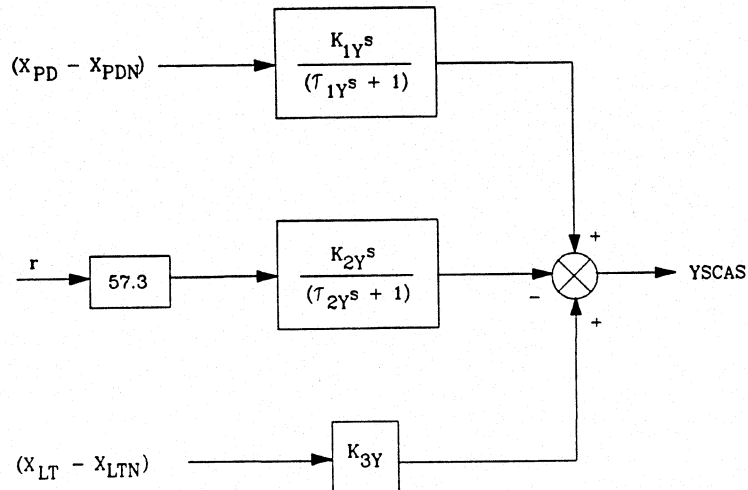 (X_PD − X_PDN)
K_1Y s
(τ_1Y s + 1)
+
r
57.3
K_2Y s
(τ_2Y s + 1)
−
YSCAS
+
(X_LT − X_LTN)
K_3Y